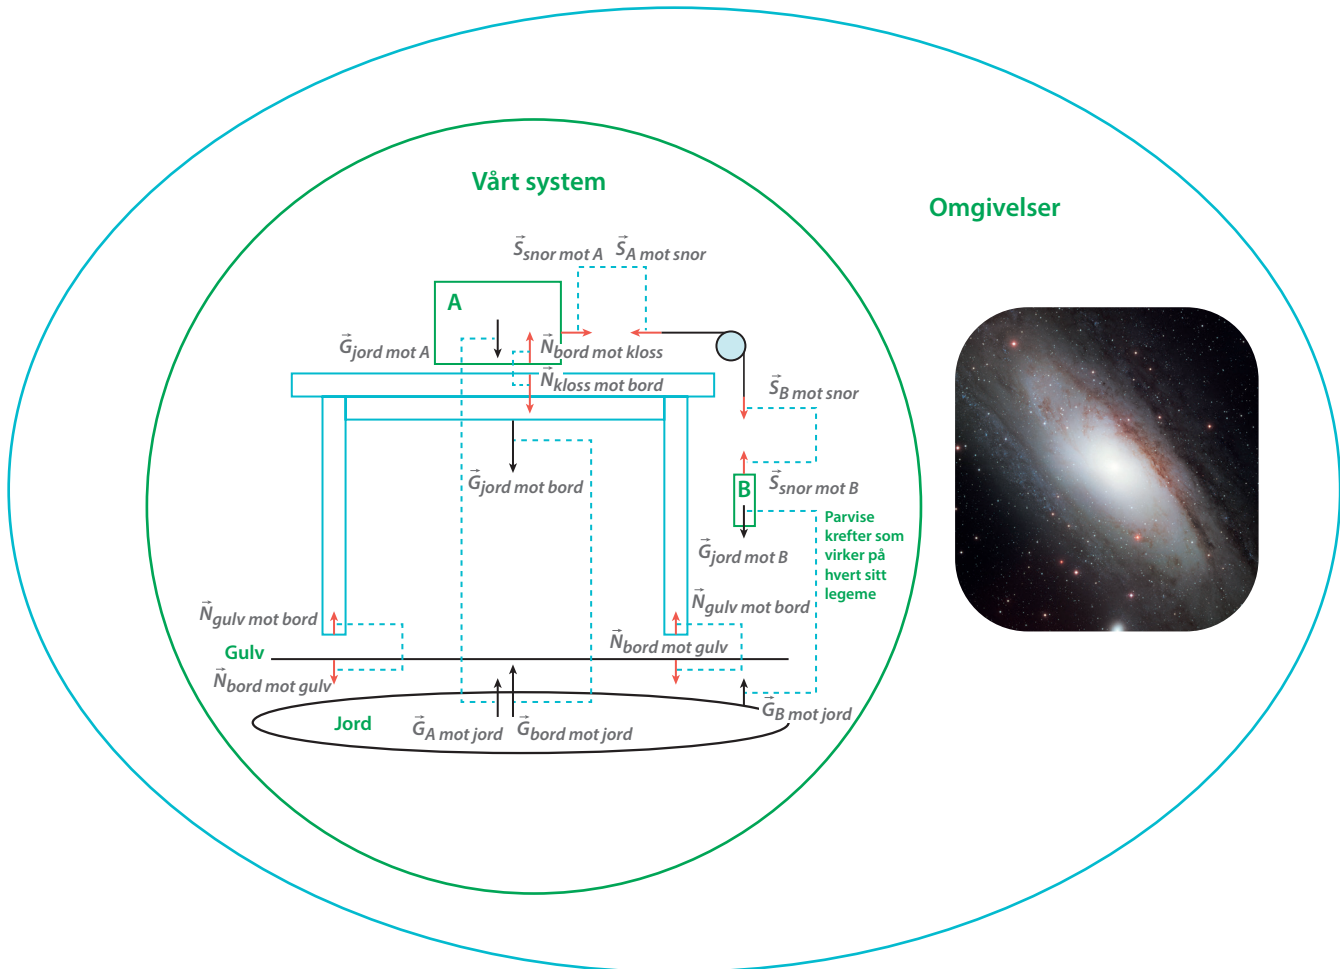 Vårt system
Omgivelser
S⃗ snor mot A
S⃗ A mot snor
A
G⃗ jord mot A
N⃗ bord mot kloss
N⃗ kloss mot bord
S⃗ B mot snor
G⃗ jord mot bord
B
S⃗ snor mot B
Parvise
krefter som
virker på
hvert sitt
legeme
G⃗ jord mot B
N⃗ gulv mot bord
N⃗ gulv mot bord
N⃗ bord mot gulv
Gulv
N⃗ bord mot gulv
Jord
G⃗ A mot jord
G⃗ bord mot jord
G⃗ B mot jord